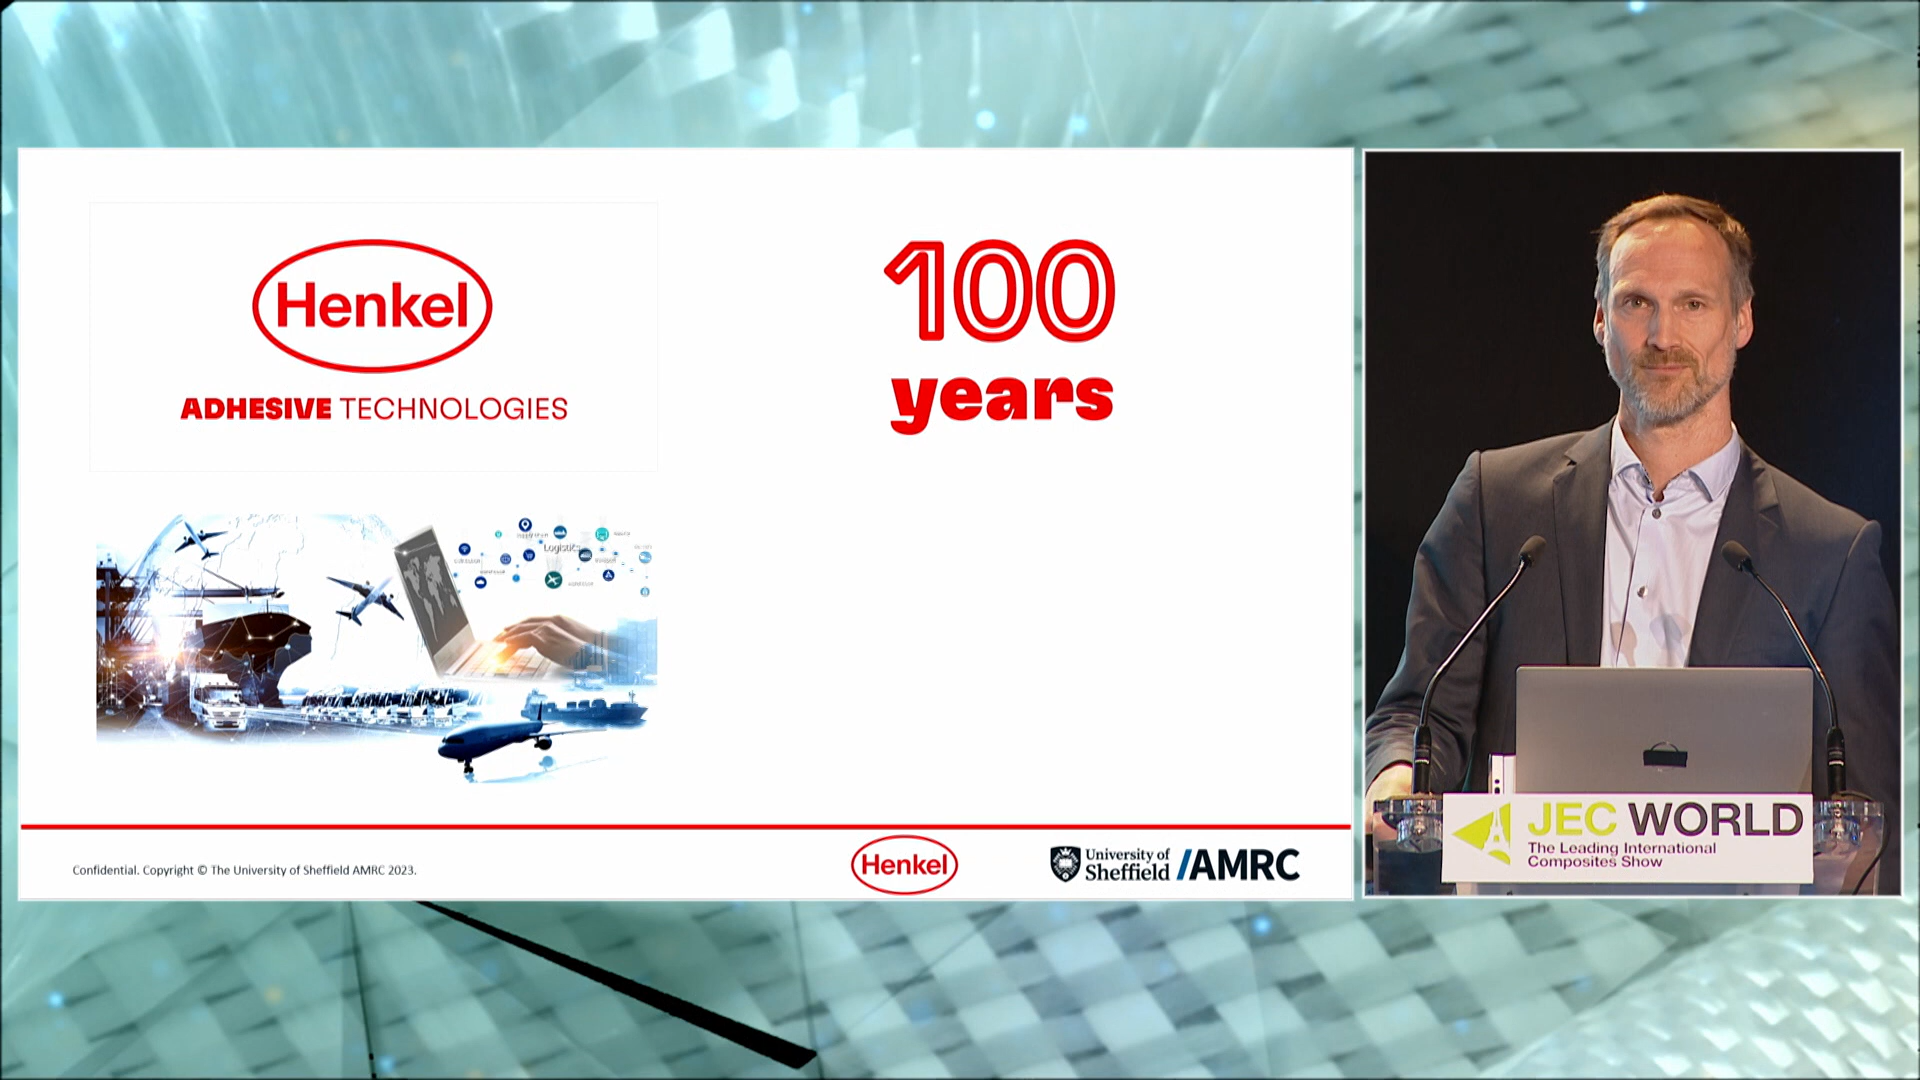 Henkel
ADHESIVE TECHNOLOGIES
100
years
Logistics
Confidential. Copyright © The University of Sheffield AMRC 2023.
Henkel
University of
Sheffield
/AMRC
JEC WORLD
The Leading International
Composites Show